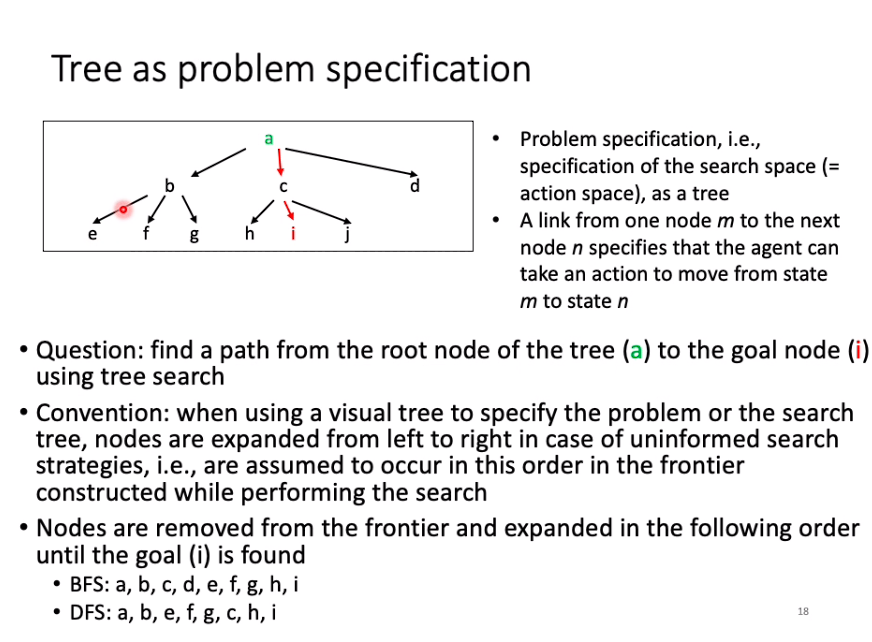 Tree as problem specification
a
b
c
d
e
f
g
h
i
j
• Problem specification, i.e.,
specification of the search space (=
action space), as a tree
• A link from one node m to the next
node n specifies that the agent can
take an action to move from state
m to state n
• Question: find a path from the root node of the tree (a) to the goal node (i)
using tree search
• Convention: when using a visual tree to specify the problem or the search
tree, nodes are expanded from left to right in case of uninformed search
strategies, i.e., are assumed to occur in this order in the frontier
constructed while performing the search
• Nodes are removed from the frontier and expanded in the following order
until the goal (i) is found
• BFS: a, b, c, d, e, f, g, h, i
• DFS: a, b, e, f, g, c, h, i
18